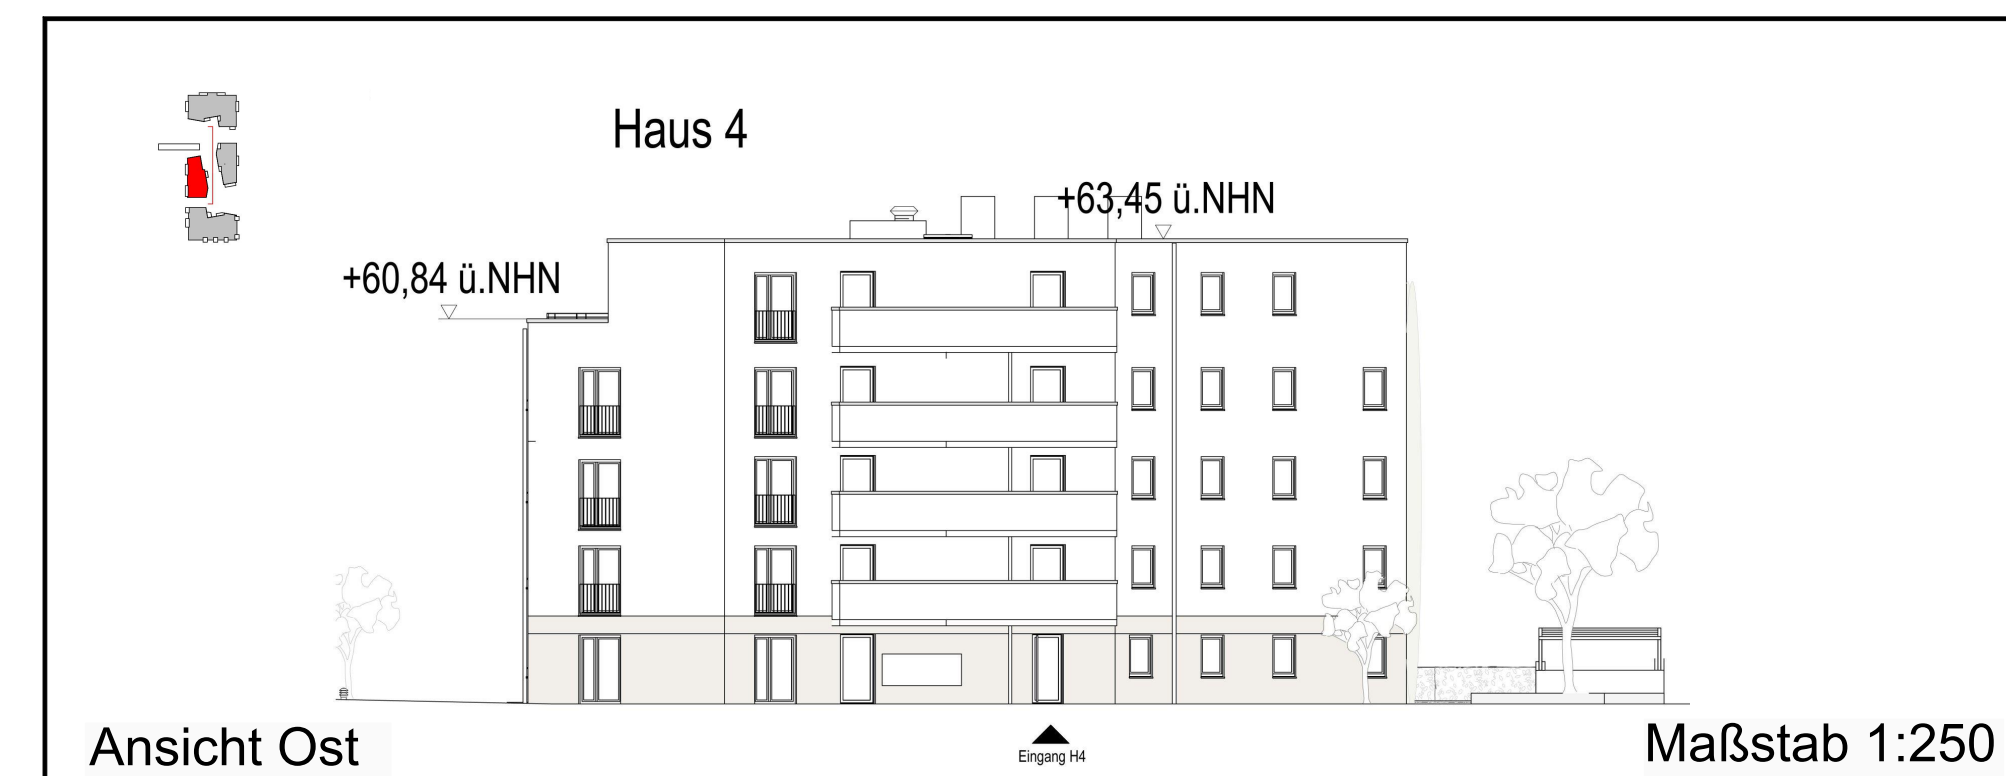 Haus 4
+63,45 ü.NHN
+60,84 ü.NHN
Ansicht Ost
Eingang H4
Maßstab 1:250